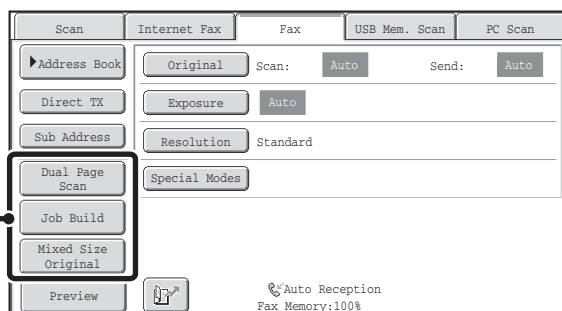 Scan Internet Fax Fax USB Mem. Scan PC Scan
Address Book
Original Scan: Auto Send: Auto
Direct TX
Exposure Auto
Sub Address
Resolution Standard
Dual Page
Scan
Special Modes
Job Build
Mixed Size
Original
Preview
Auto Reception
Fax Memory:100%